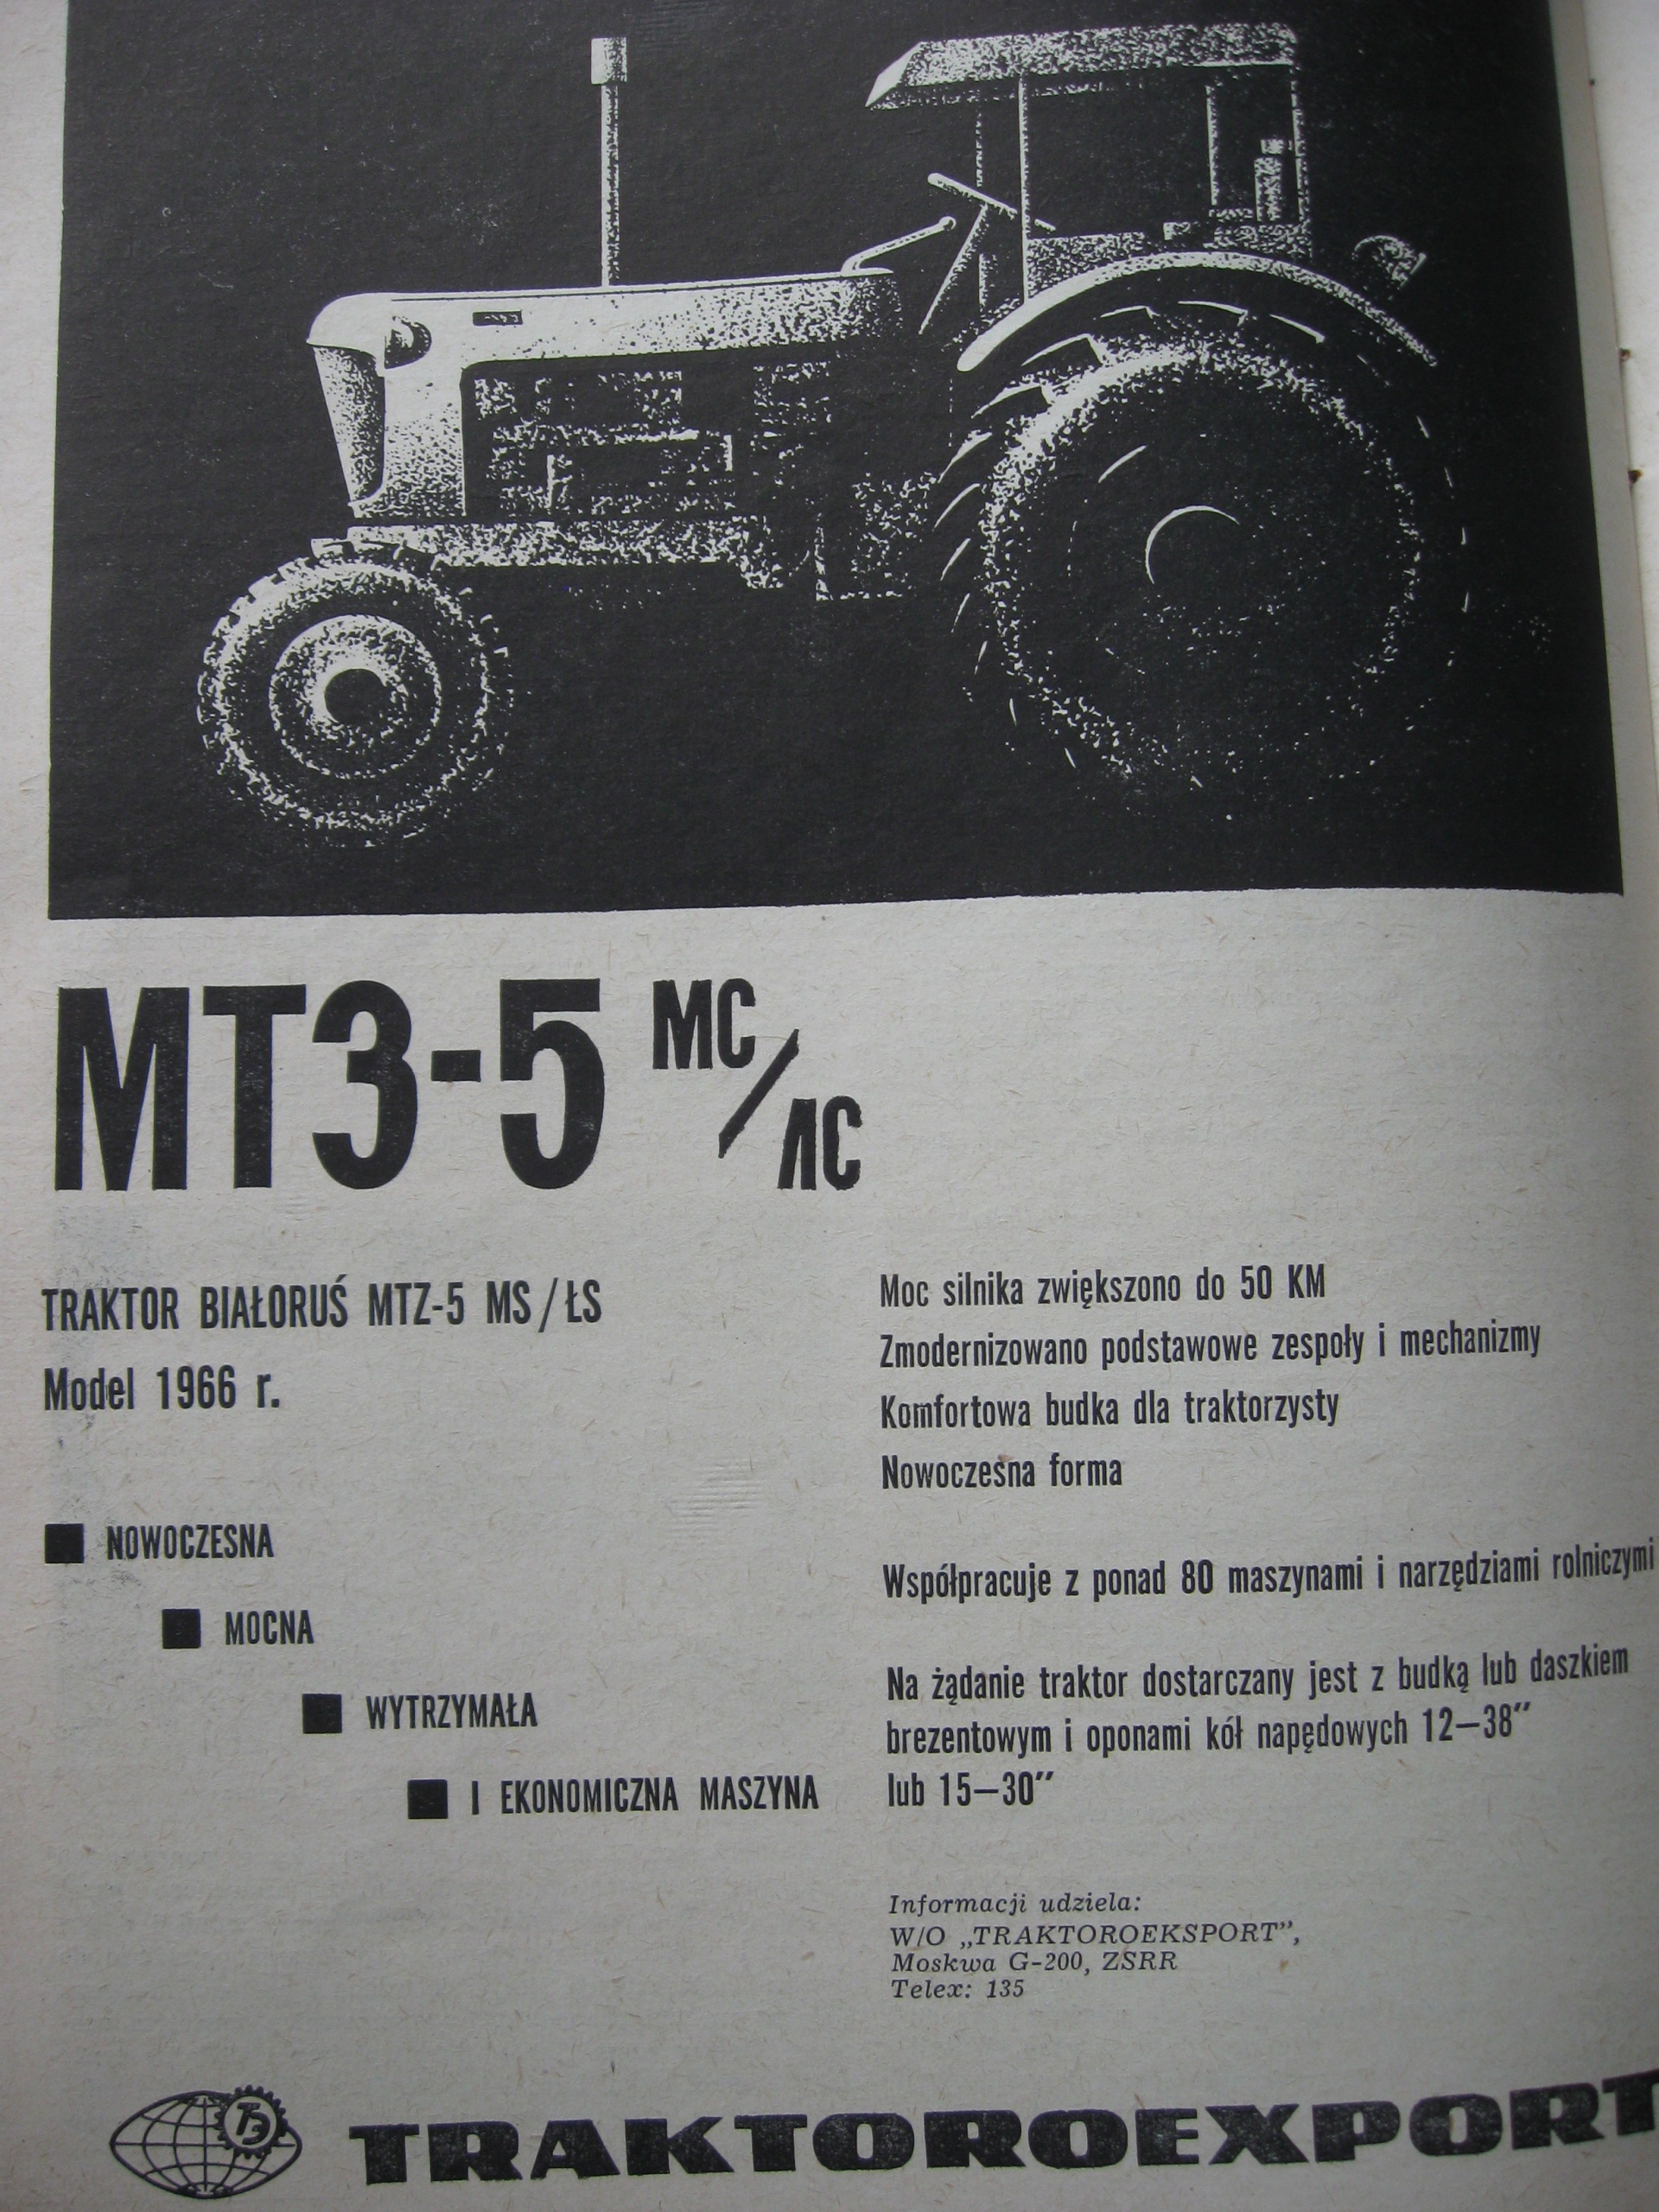 МТЗ-5 МС/ЛС
TRAKTOR BIAŁORUŚ MTZ-5 MS/ŁS
Model 1966 r.
■ NOWOCZESNA
■ MOCNA
■ WYTRZYMAŁA
■ I EKONOMICZNA MASZYNA
Moc silnika zwiększono do 50 KM
Zmodernizowano podstawowe zespoły i mechanizmy
Komfortowa budka dla traktorzysty
Nowoczesna forma
Współpracuje z ponad 80 maszynami i narzędziami rolniczymi
Na żądanie traktor dostarczany jest z budką lub daszkiem
brezentowym i oponami kół napędowych 12—38″
lub 15—30″
Informacji udziela:
W/O „TRAKTOROEKSPORT”,
Moskwa G-200, ZSRR
Telex: 135
ТЭ
TRAKTOROEXPORT